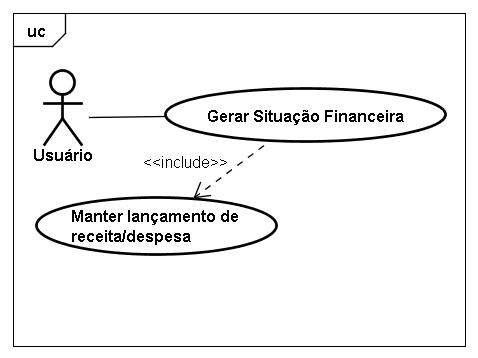 uc
Gerar Situação Financeira
Usuário
<<include>>
Manter lançamento de
receita/despesa